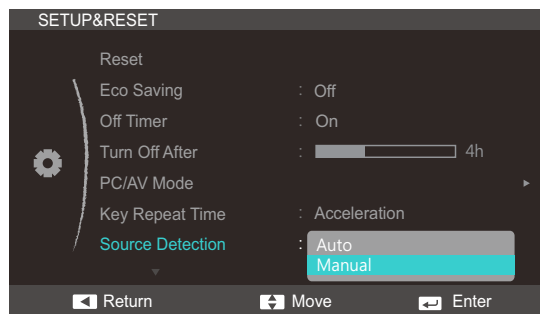 SETUP&RESET
Reset
Eco Saving : Off
Off Timer : On
Turn Off After : 4h
PC/AV Mode
Key Repeat Time : Acceleration
Source Detection : Auto
Manual
Return Move Enter